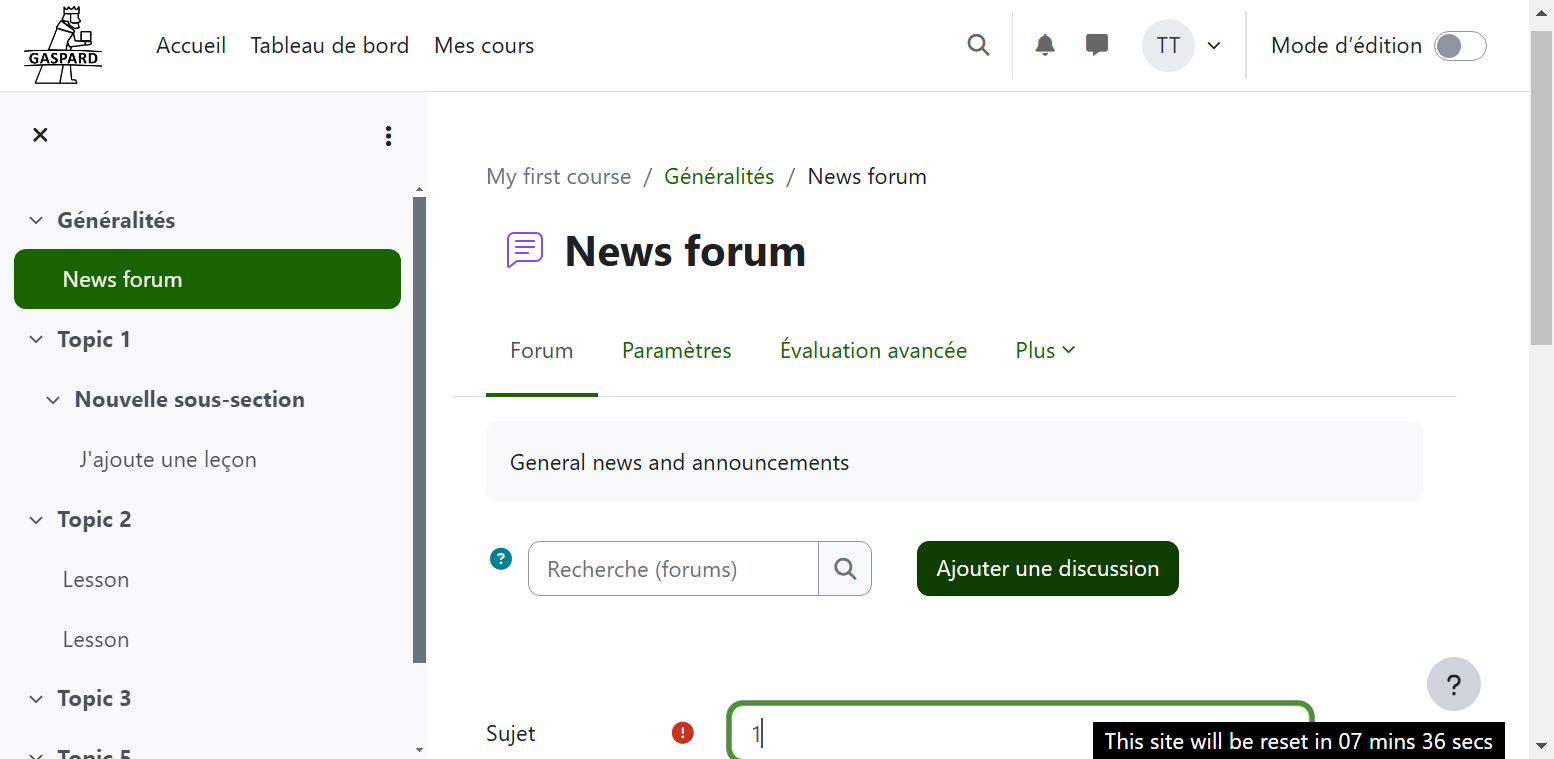 GASPARD
Accueil Tableau de bord Mes cours
TT
Mode d'édition
Généralités
News forum
Topic 1
Nouvelle sous-section
J'ajoute une leçon
Topic 2
Lesson
Lesson
Topic 3
Topic 5
My first course / Généralités / News forum
News forum
Forum Paramètres Évaluation avancée Plus
General news and announcements
? Recherche (forums) Ajouter une discussion
?
Sujet ! 1
This site will be reset in 07 mins 36 secs